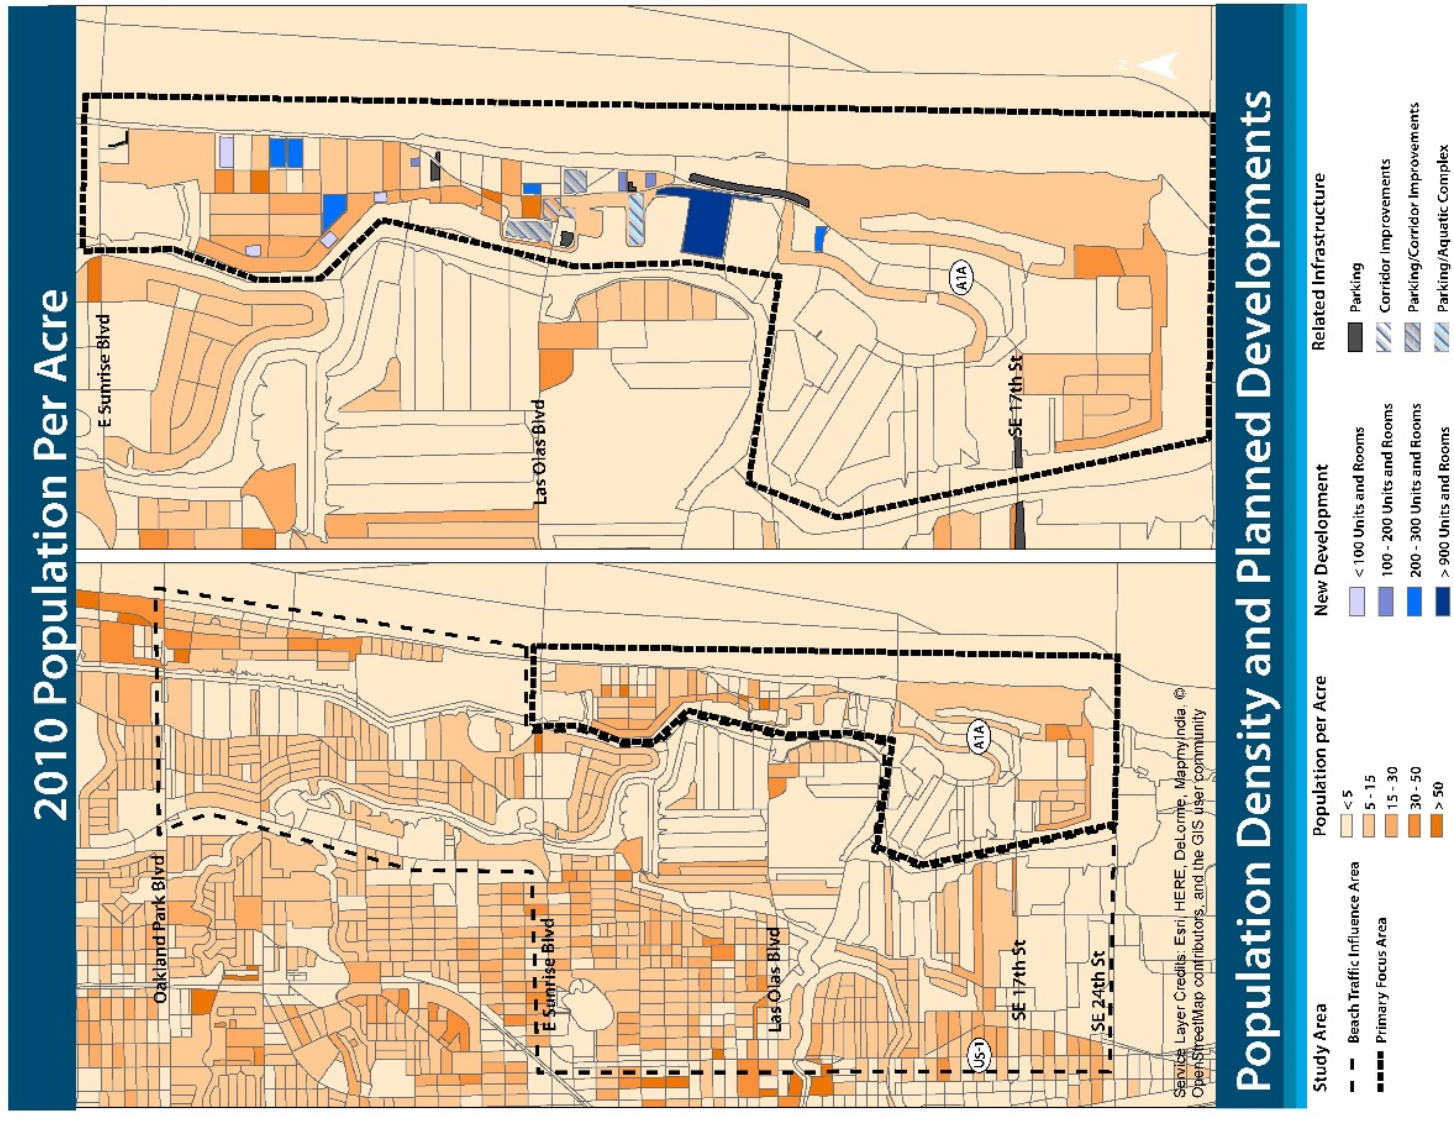 2010 Population Per Acre
Oakland Park Blvd
E Sunrise Blvd
Las Olas Blvd
A1A
SE 17th St
SE 24th St
US-1
Service Layer Credits: Esri, HERE, DeLorme, MapmyIndia, ©
OpenStreetMap contributors, and the GIS user community
E Sunrise Blvd
Las Olas Blvd
A1A
SE 17th St
N
Population Density and Planned Developments
Study Area
Beach Traffic Influence Area
Primary Focus Area
Population per Acre
< 5
5 - 15
15 - 30
30 - 50
> 50
New Development
<100 Units and Rooms
100 - 200 Units and Rooms
200 - 300 Units and Rooms
> 900 Units and Rooms
Related Infrastructure
Parking
Corridor Improvements
Parking/Corridor Improvements
Parking/Aquatic Complex